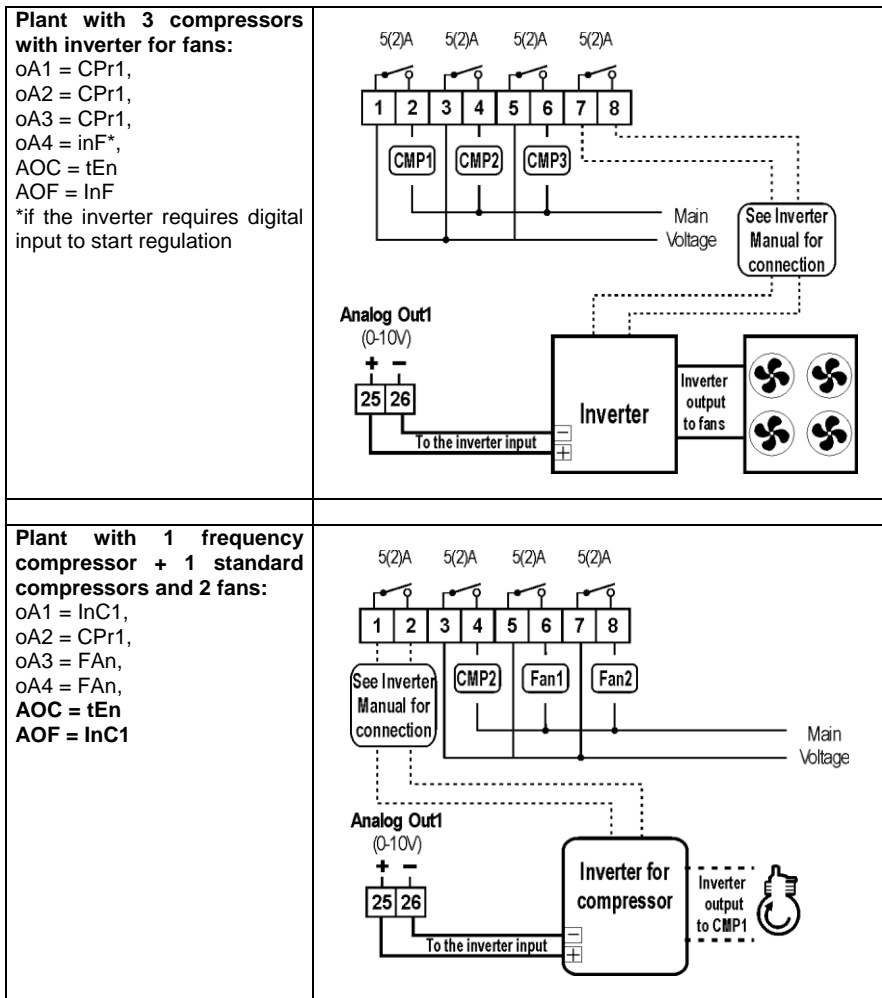 Plant with 3 compressors
with inverter for fans:
oA1 = CPr1,
oA2 = CPr1,
oA3 = CPr1,
oA4 = inF*,
AOC = tEn
AOF = InF
*if the inverter requires digital
input to start regulation
5(2)A 5(2)A 5(2)A 5(2)A
1 2 3 4 5 6 7 8
CMP1 CMP2 CMP3
Main
Voltage
See Inverter
Manual for
connection
Analog Out1
(0-10V)
+ −
25 26
To the inverter input
−
+
Inverter
Inverter
output
to fans
Plant with 1 frequency
compressor + 1 standard
compressors and 2 fans:
oA1 = InC1,
oA2 = CPr1,
oA3 = FAn,
oA4 = FAn,
AOC = tEn
AOF = InC1
5(2)A 5(2)A 5(2)A 5(2)A
1 2 3 4 5 6 7 8
See Inverter
Manual for
connection
CMP2 Fan1 Fan2
Main
Voltage
Analog Out1
(0-10V)
+ −
25 26
To the inverter input
−
+
Inverter for
compressor
Inverter
output
to CMP1